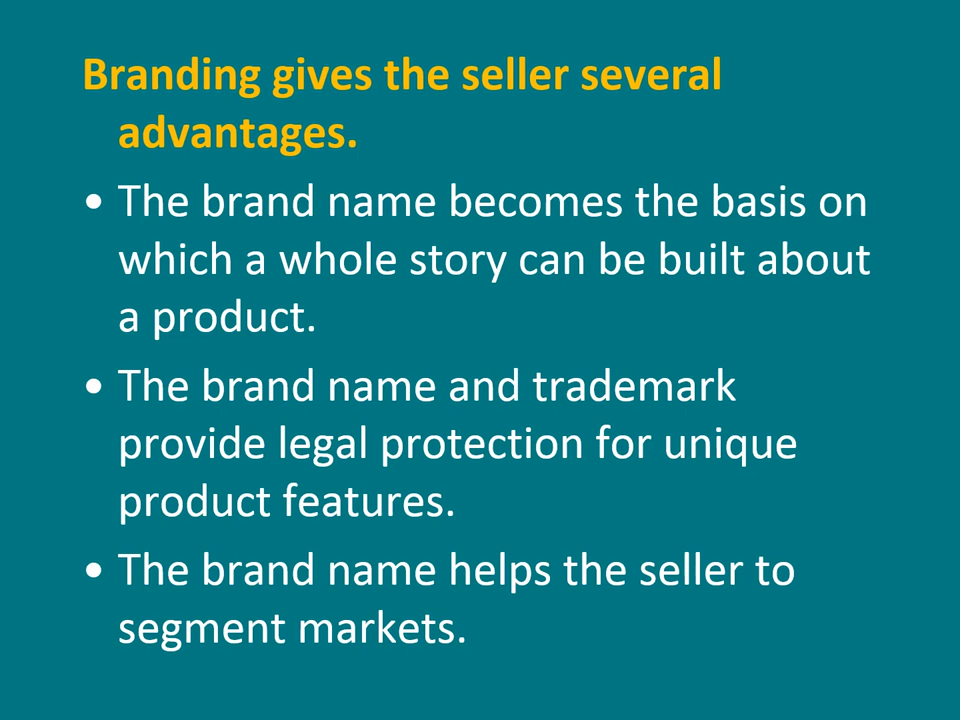 Branding gives the seller several
advantages.
• The brand name becomes the basis on
which a whole story can be built about
a product.
• The brand name and trademark
provide legal protection for unique
product features.
• The brand name helps the seller to
segment markets.